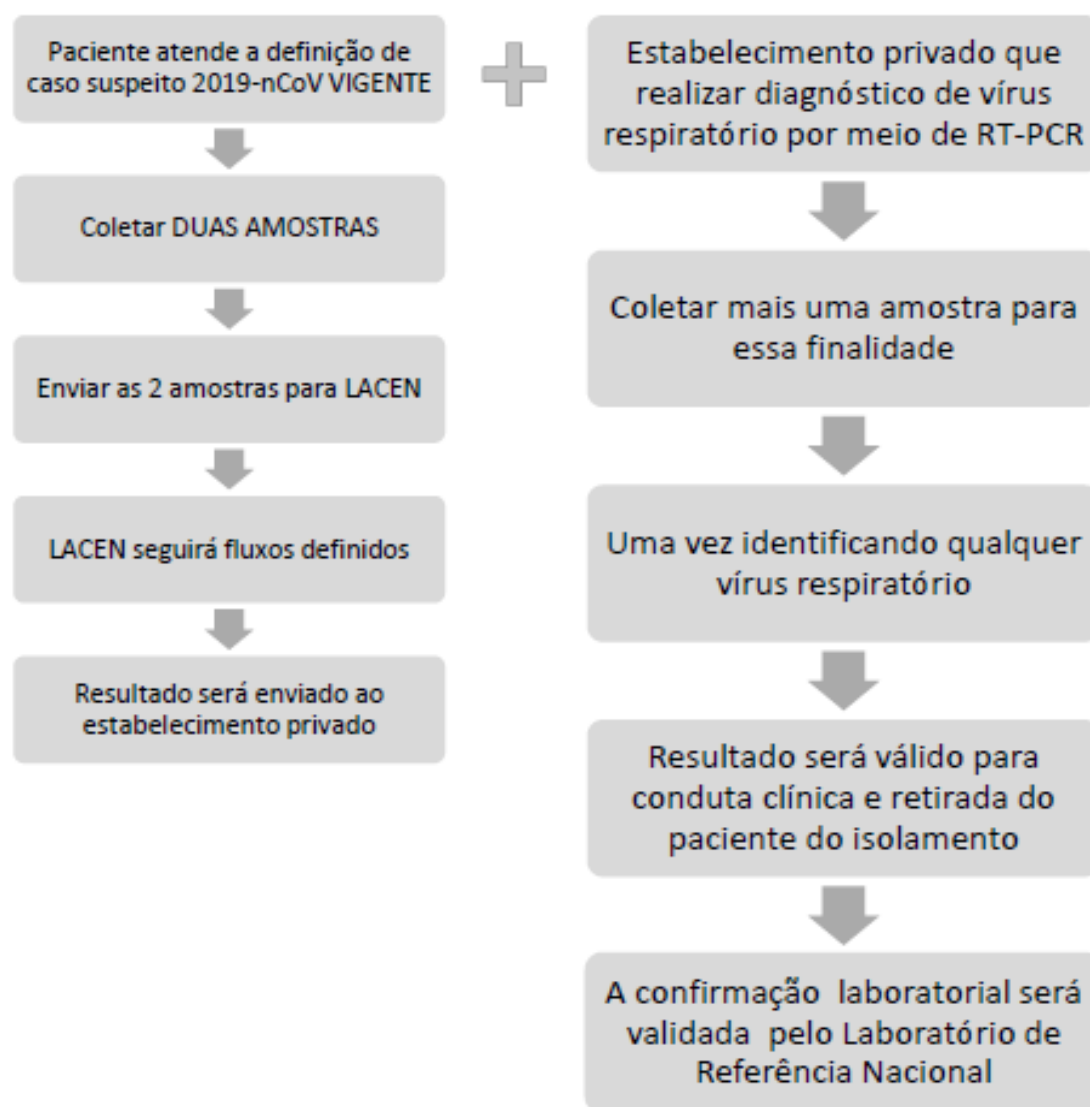 Paciente atende a definição de
caso suspeito 2019-nCoV VIGENTE
Coletar DUAS AMOSTRAS
Enviar as 2 amostras para LACEN
LACEN seguirá fluxos definidos
Resultado será enviado ao
estabelecimento privado
Estabelecimento privado que
realizar diagnóstico de vírus
respiratório por meio de RT-PCR
Coletar mais uma amostra para
essa finalidade
Uma vez identificando qualquer
vírus respiratório
Resultado será válido para
conduta clínica e retirada do
paciente do isolamento
A confirmação laboratorial será
validada pelo Laboratório de
Referência Nacional